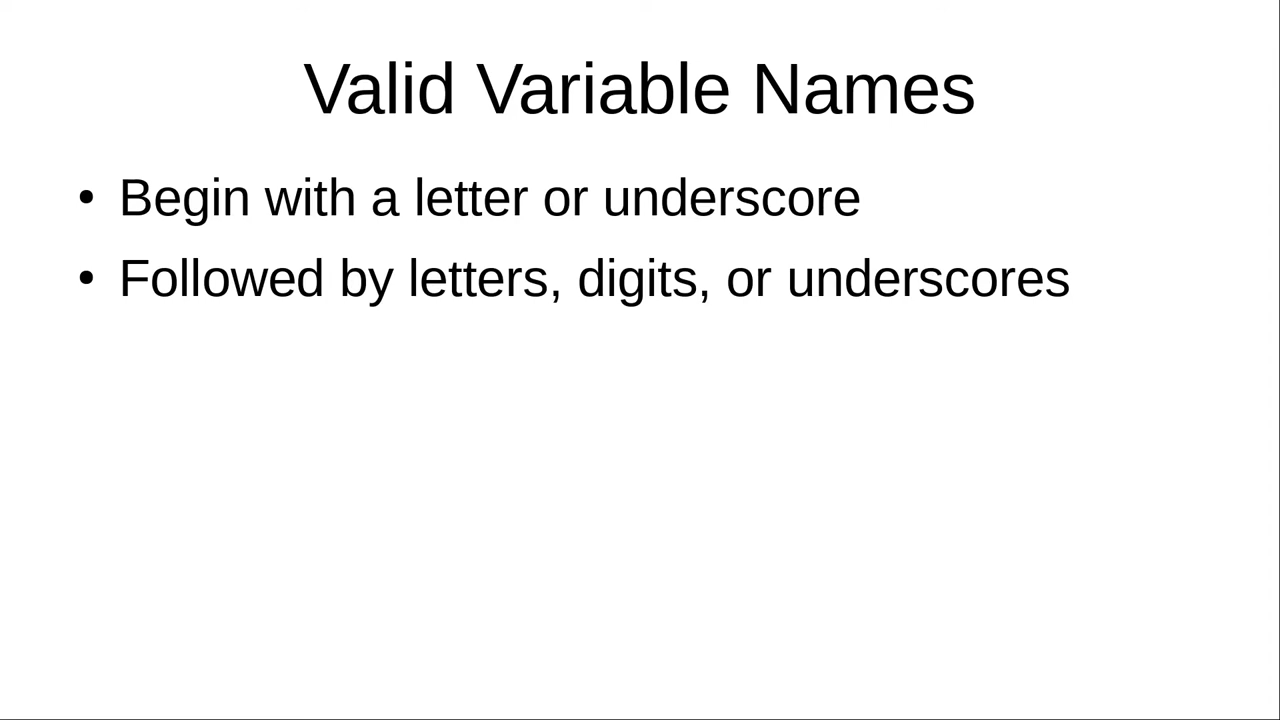 Valid Variable Names
• Begin with a letter or underscore
• Followed by letters, digits, or underscores